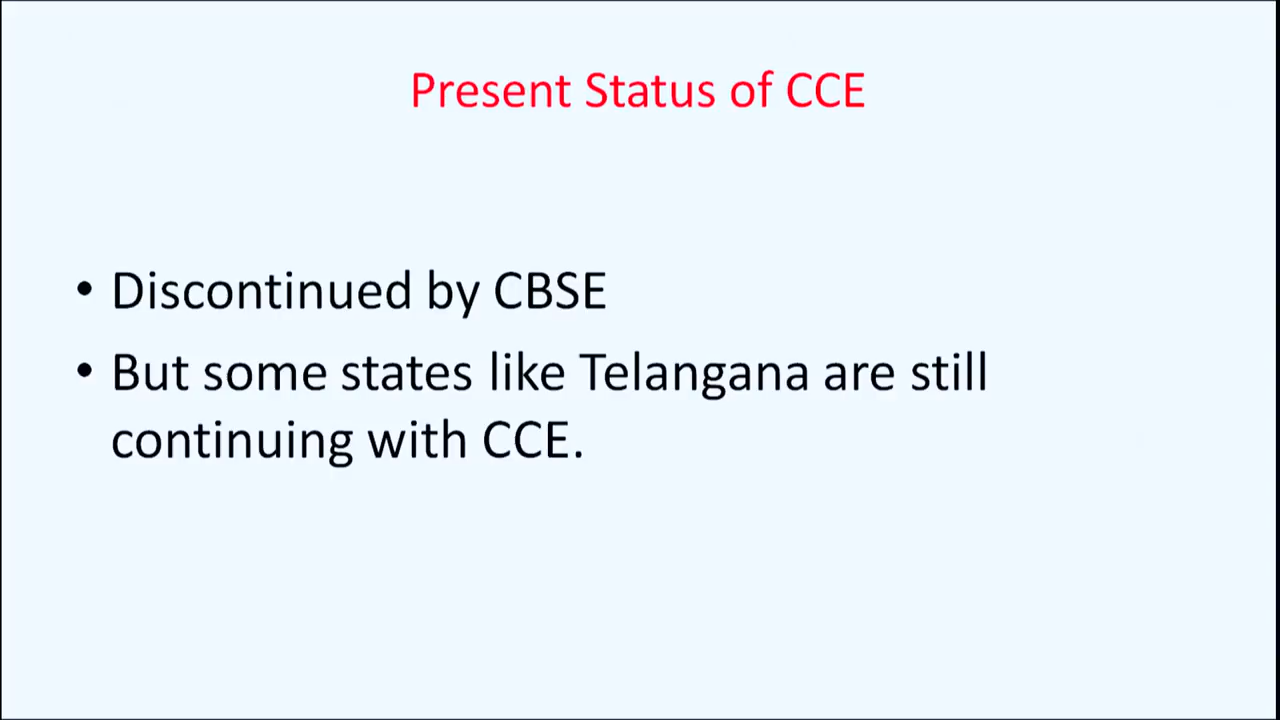 Present Status of CCE
• Discontinued by CBSE
• But some states like Telangana are still
continuing with CCE.